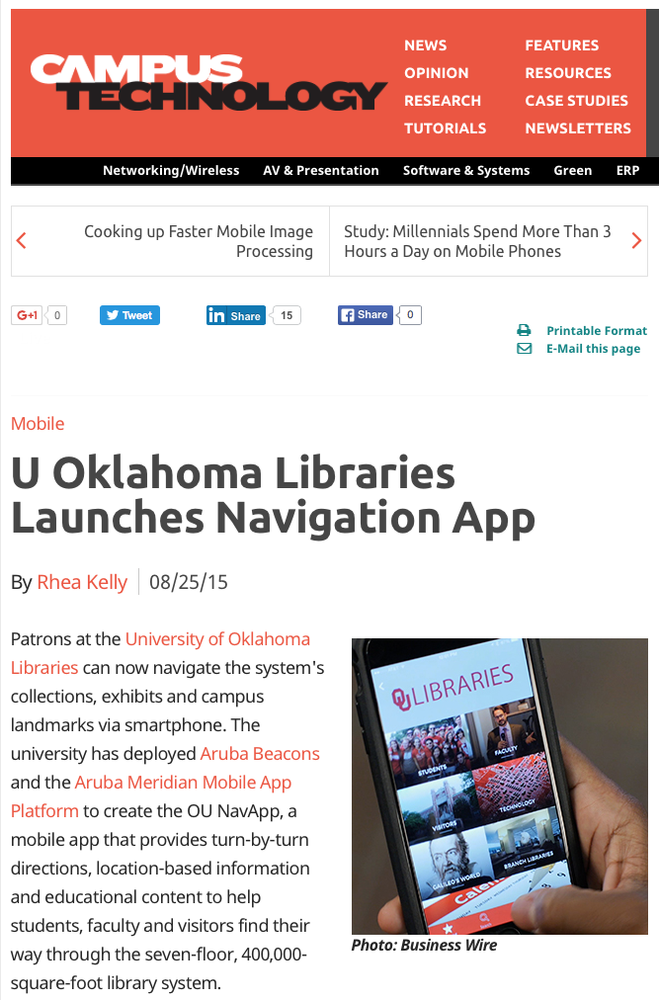 CAMPUS
TECHNOLOGY
NEWS
OPINION
RESEARCH
TUTORIALS
FEATURES
RESOURCES
CASE STUDIES
NEWSLETTERS
Networking/Wireless AV & Presentation Software & Systems Green ERP
Cooking up Faster Mobile Image
Processing
Study: Millennials Spend More Than 3
Hours a Day on Mobile Phones
G+1 0 Tweet in Share 15 f Share 0
Printable Format
E-Mail this page
Mobile
U Oklahoma Libraries
Launches Navigation App
By Rhea Kelly 08/25/15
Patrons at the University of Oklahoma
Libraries can now navigate the system's
collections, exhibits and campus
landmarks via smartphone. The
university has deployed Aruba Beacons
and the Aruba Meridian Mobile App
Platform to create the OU NavApp, a
mobile app that provides turn-by-turn
directions, location-based information
and educational content to help
students, faculty and visitors find their
way through the seven-floor, 400,000-
square-foot library system.
OU LIBRARIES
STUDENTS
FACULTY
VISITORS
TECHNOLOGY
GALILEO'S WORLD
BRANCH LIBRARIES
Photo: Business Wire